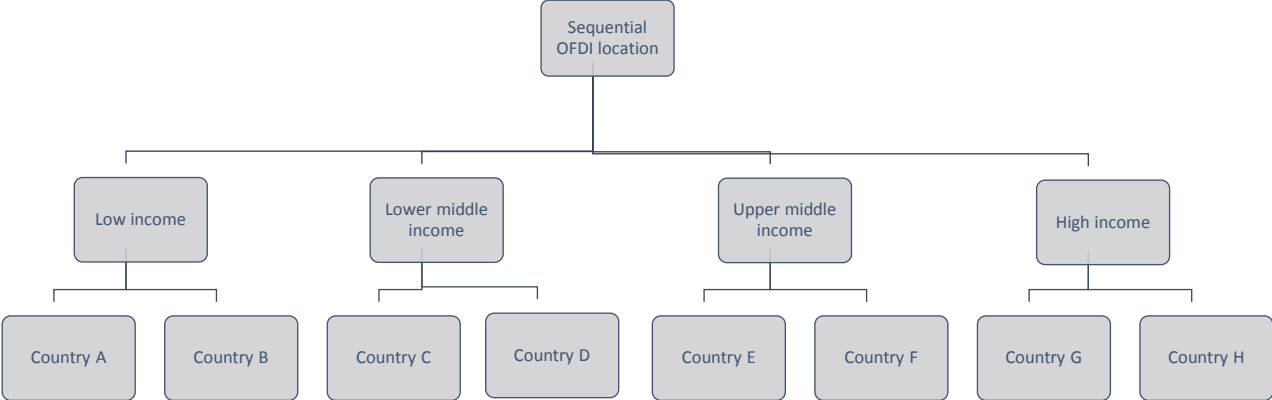 Sequential
OFDI location
Low income
Lower middle
income
Upper middle
income
High income
Country A
Country B
Country C
Country D
Country E
Country F
Country G
Country H